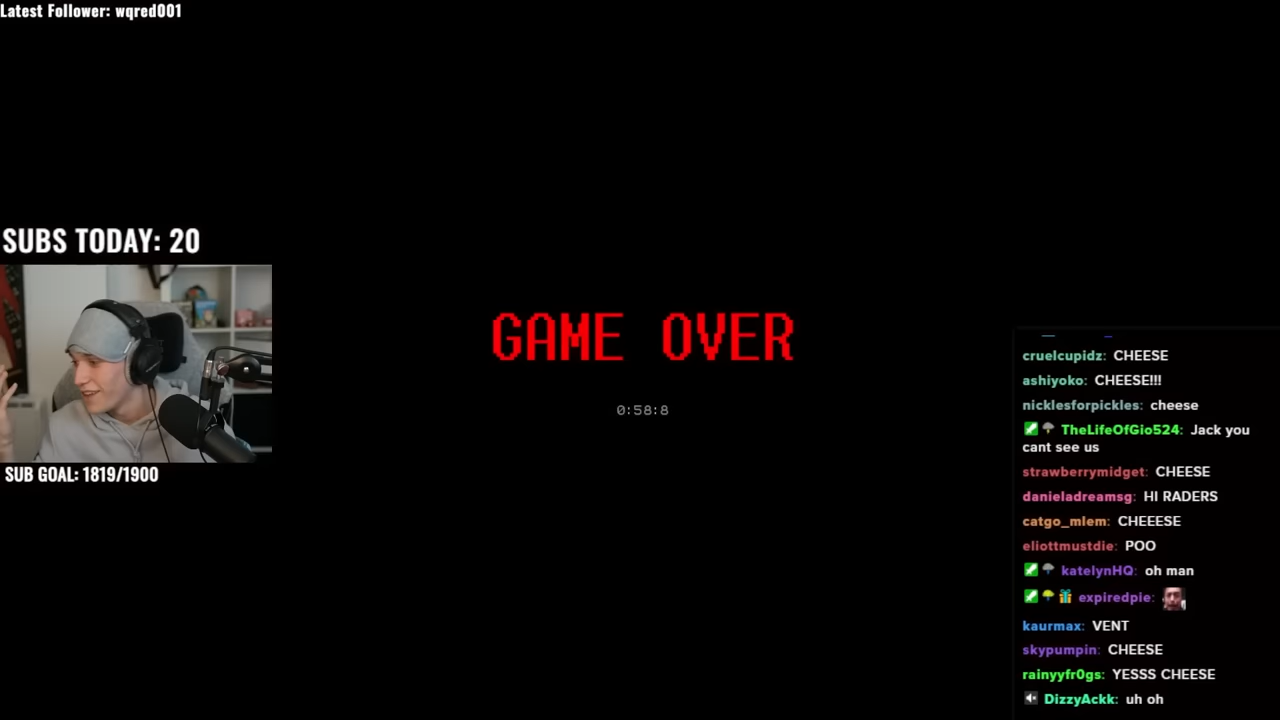 Latest Follower: wqred001
SUBS TODAY: 20
SUB GOAL: 1819/1900
GAME OVER
0:58:8
cruelcupidz: CHEESE
ashiyoko: CHEESE!!!
nicklesforpickles: cheese
TheLifeOfGio524: Jack you
cant see us
strawberrymidget: CHEESE
danieladreamsg: HI RADERS
catgo_mlem: CHEEESE
eliottmustdie: POO
katelynHQ: oh man
expiredpie:
kaurmax: VENT
skypumpin: CHEESE
rainyyfr0gs: YESSS CHEESE
DizzyAckk: uh oh